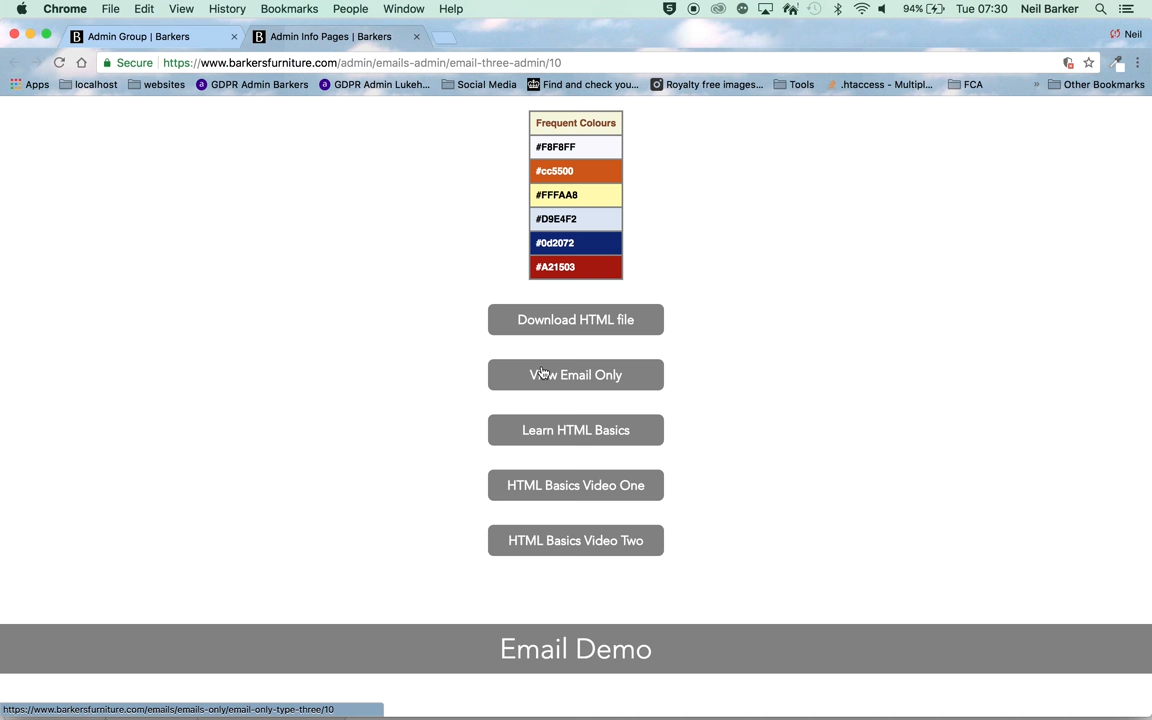 Chrome File Edit View History Bookmarks People Window Help 94% Tue 07:30 Neil Barker
Admin Group | Barkers Admin Info Pages | Barkers Neil
Secure https://www.barkersfurniture.com/admin/emails-admin/email-three-admin/10
Apps localhost websites GDPR Admin Barkers GDPR Admin Lukeh... Social Media Find and check you... Royalty free images... Tools .htaccess - Multipl... FCA » Other Bookmarks
Frequent Colours
#F8F8FF
#cc5500
#FFFAA8
#D9E4F2
#0d2072
#A21503
Download HTML file
View Email Only
Learn HTML Basics
HTML Basics Video One
HTML Basics Video Two
Email Demo
https://www.barkersfurniture.com/emails/emails-only/email-only-type-three/10